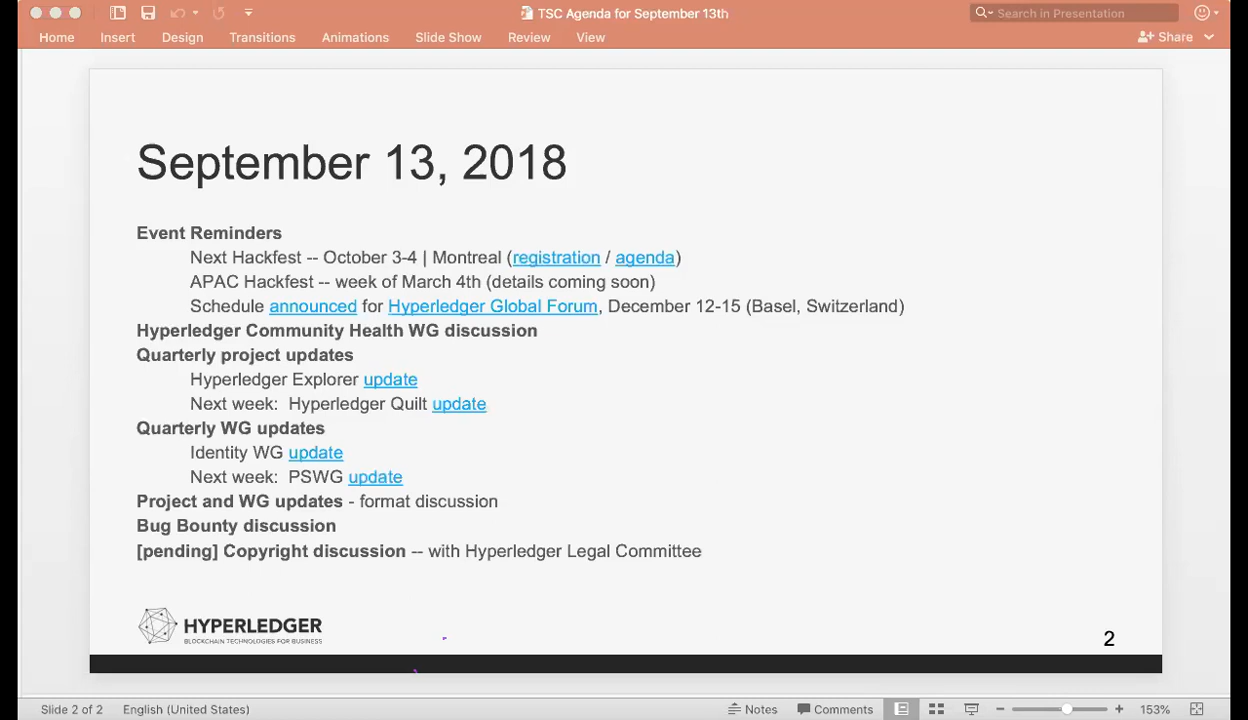 TSC Agenda for September 13th
Search in Presentation
Home Insert Design Transitions Animations Slide Show Review View
Share
September 13, 2018
Event Reminders
Next Hackfest -- October 3-4 | Montreal (registration / agenda)
APAC Hackfest -- week of March 4th (details coming soon)
Schedule announced for Hyperledger Global Forum, December 12-15 (Basel, Switzerland)
Hyperledger Community Health WG discussion
Quarterly project updates
Hyperledger Explorer update
Next week: Hyperledger Quilt update
Quarterly WG updates
Identity WG update
Next week: PSWG update
Project and WG updates - format discussion
Bug Bounty discussion
[pending] Copyright discussion -- with Hyperledger Legal Committee
HYPERLEDGER
BLOCKCHAIN TECHNOLOGIES FOR BUSINESS
2
Slide 2 of 2 English (United States) Notes Comments 153%